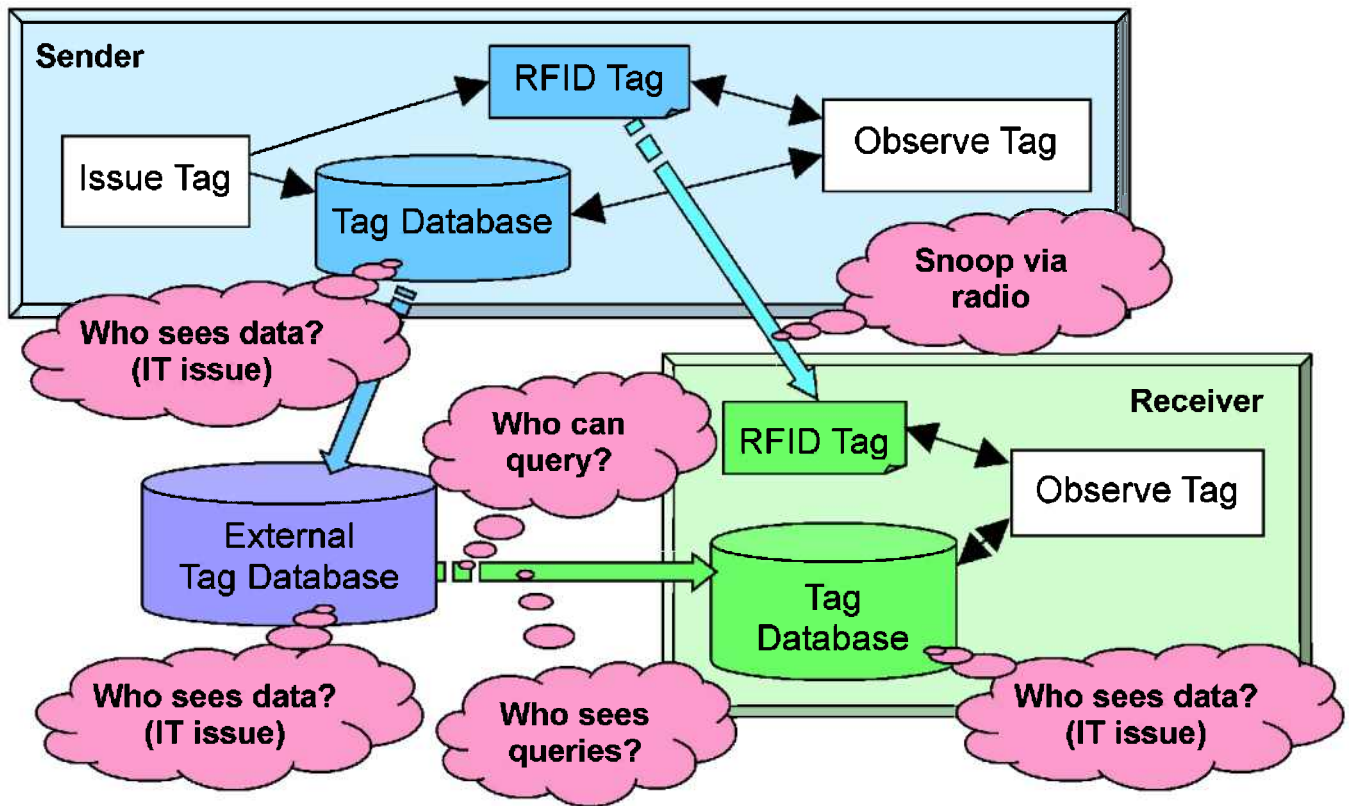 Sender
RFID Tag
Issue Tag
Observe Tag
Tag Database
Snoop via
radio
Who sees data?
(IT issue)
Receiver
Who can
query?
RFID Tag
Observe Tag
External
Tag Database
Tag
Database
Who sees data?
(IT issue)
Who sees
queries?
Who sees data?
(IT issue)